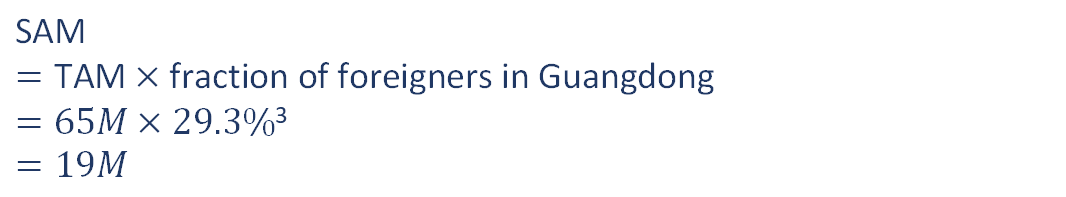 SAM
= TAM × fraction of foreigners in Guangdong
= 65M × 29.3%³
= 19M